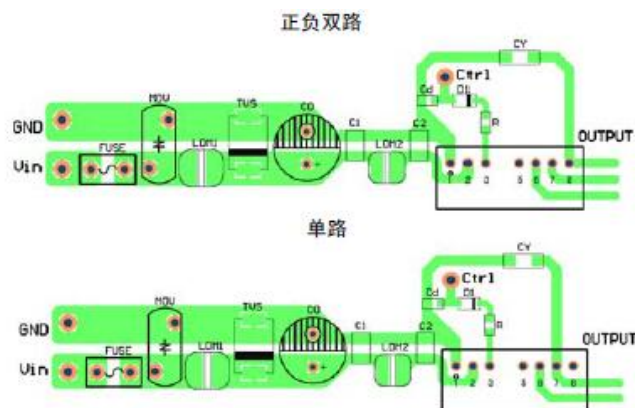 正负双路
CY
Ctrl
MOV TVS C0 Cd D1
C1 C2 R
GND LDM1 LDM2 OUTPUT
FUSE
Vin
1 2 3 5 6 7 8
单路
CY
Ctrl
MOV TVS C0 Cd D1
C1 C2 R
GND LDM1 LDM2 OUTPUT
FUSE
Vin
1 2 3 5 6 7 8